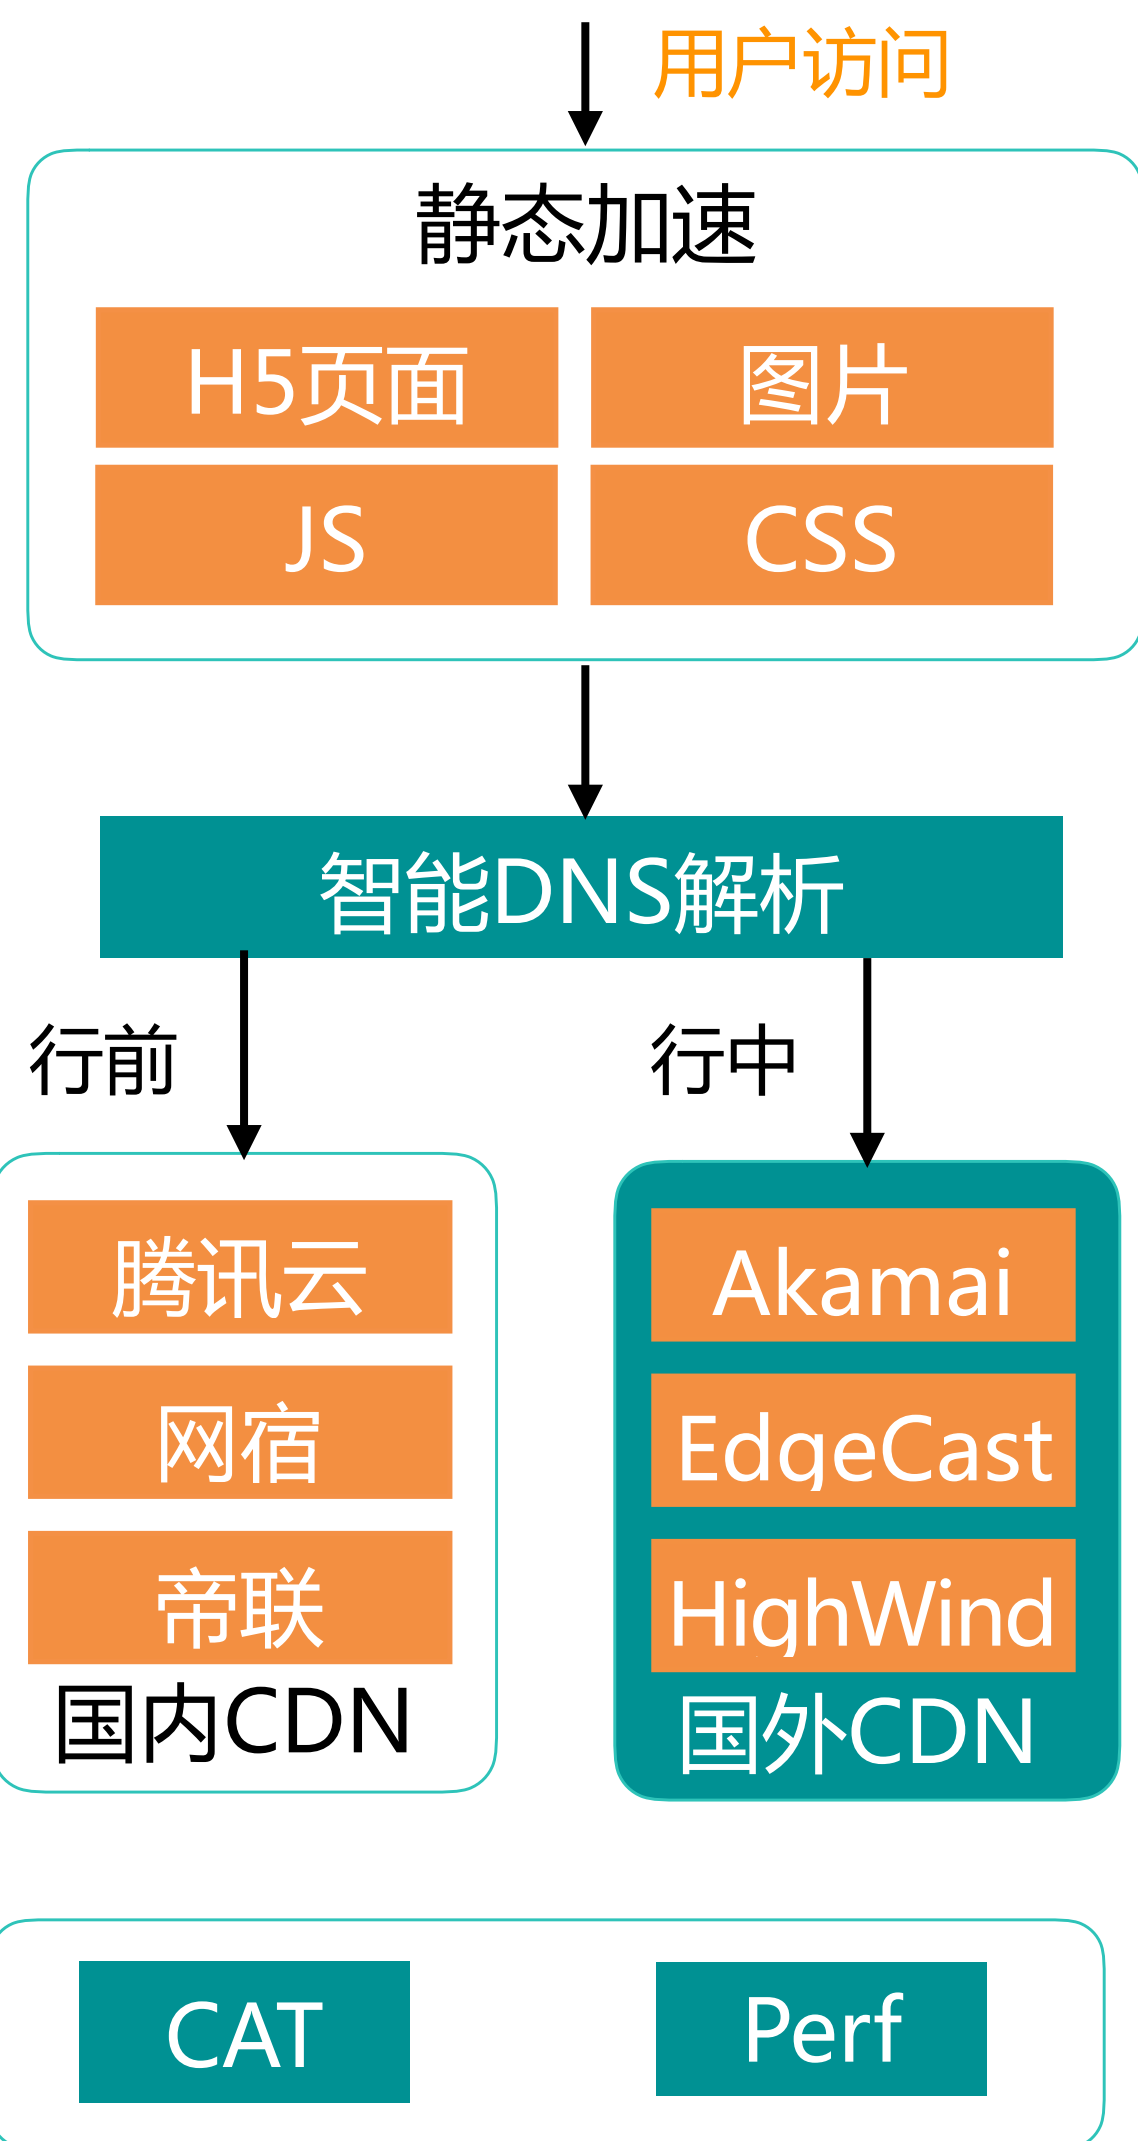 用户访问
静态加速
H5页面
图片
JS
CSS
智能DNS解析
行前
行中
腾讯云
网宿
帝联
国内CDN
Akamai
EdgeCast
HighWind
国外CDN
CAT
Perf